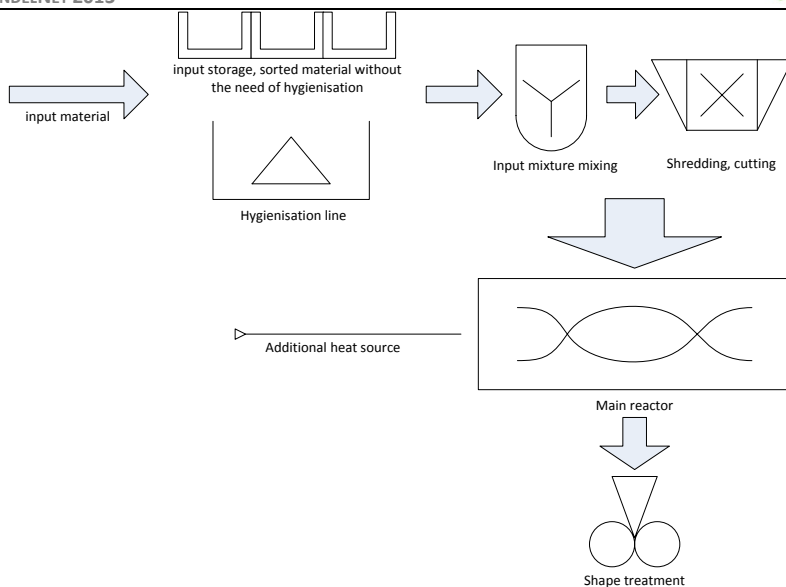 2015
input storage, sorted material without
the need of hygienisation
input material
Input mixture mixing
Shredding, cutting
Hygienisation line
Additional heat source
Main reactor
Shape treatment